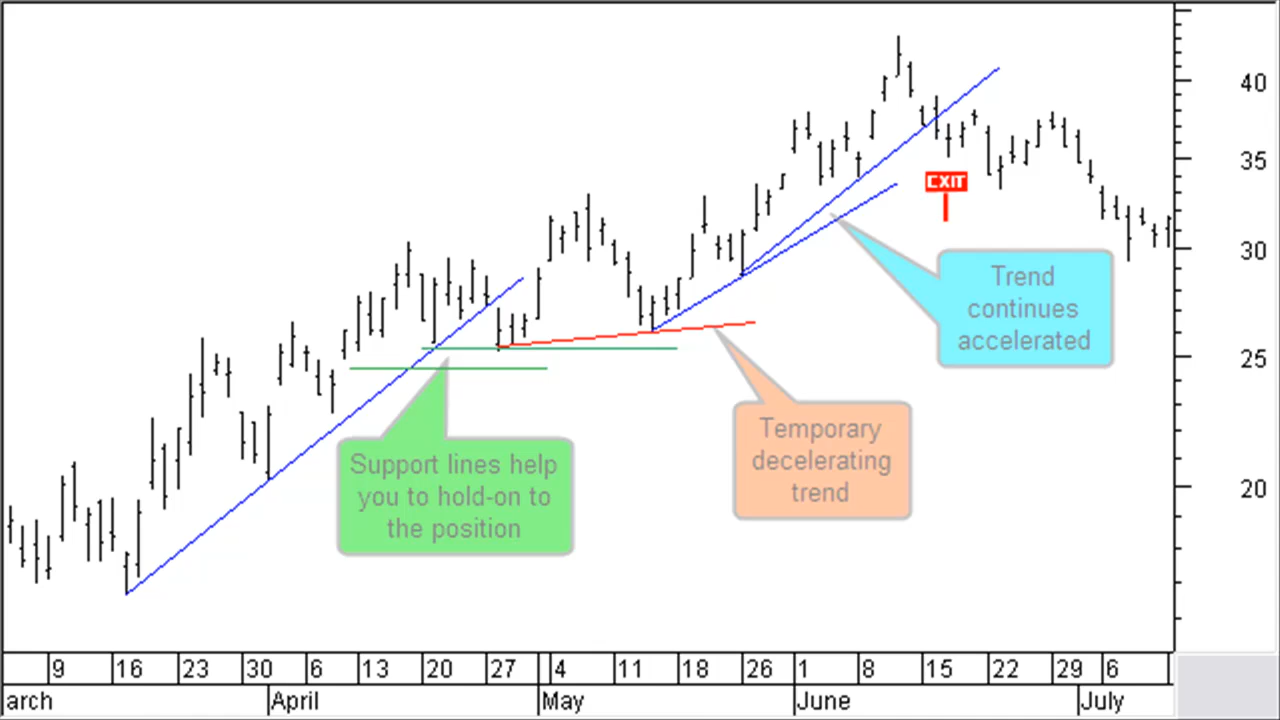 40
35
EXIT
30
Trend
continues
accelerated
25
Temporary
decelerating
trend
Support lines help
you to hold-on to
the position
20
9 16 23 30 6 13 20 27 4 11 18 26 1 8 15 22 29 6
arch April May June July